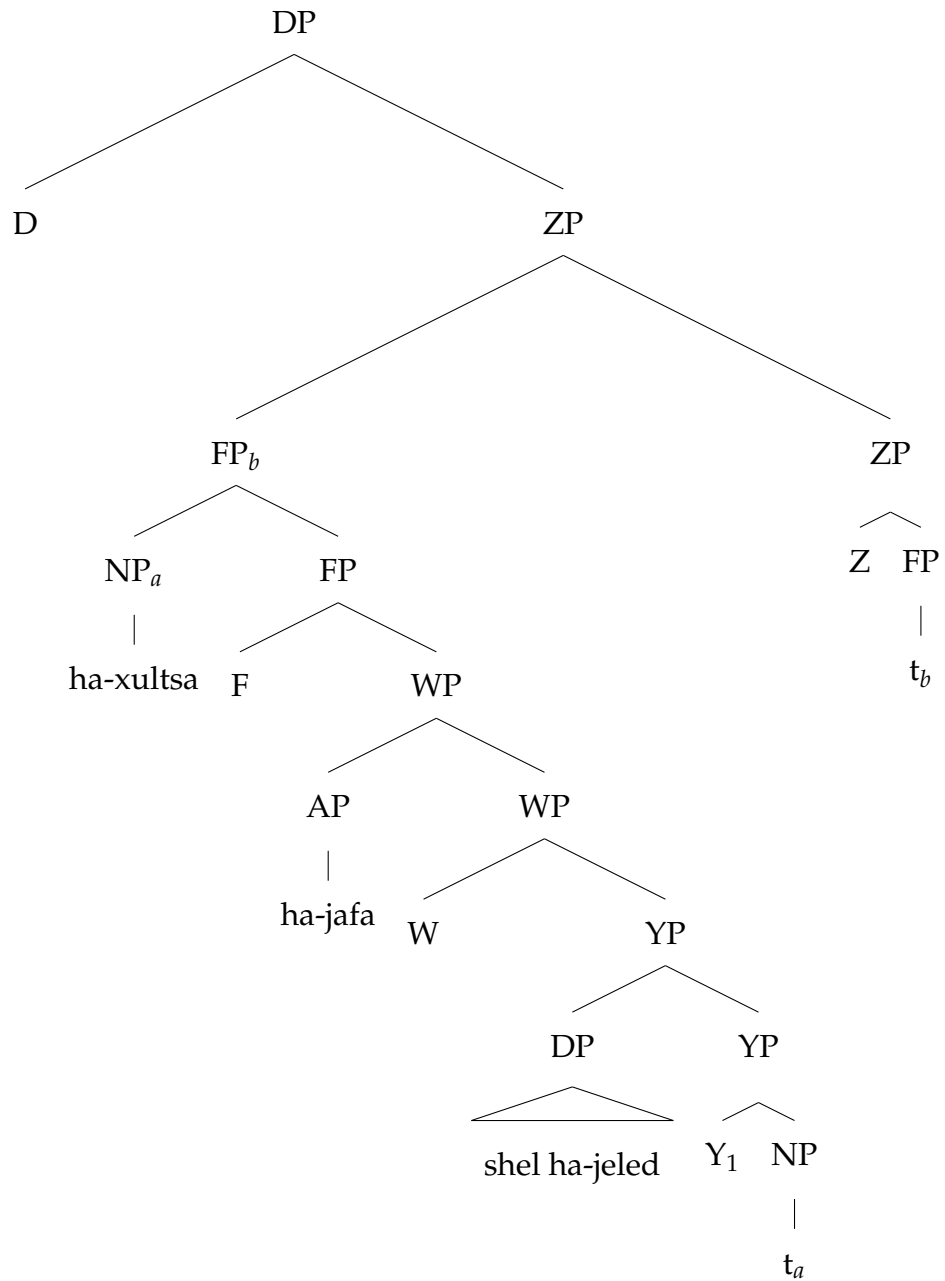 DP
D ZP
FP_b ZP
NP_a FP Z FP
ha-xultsa F WP t_b
AP WP
ha-jafa W YP
DP YP
shel ha-jeled Y_1 NP
t_a